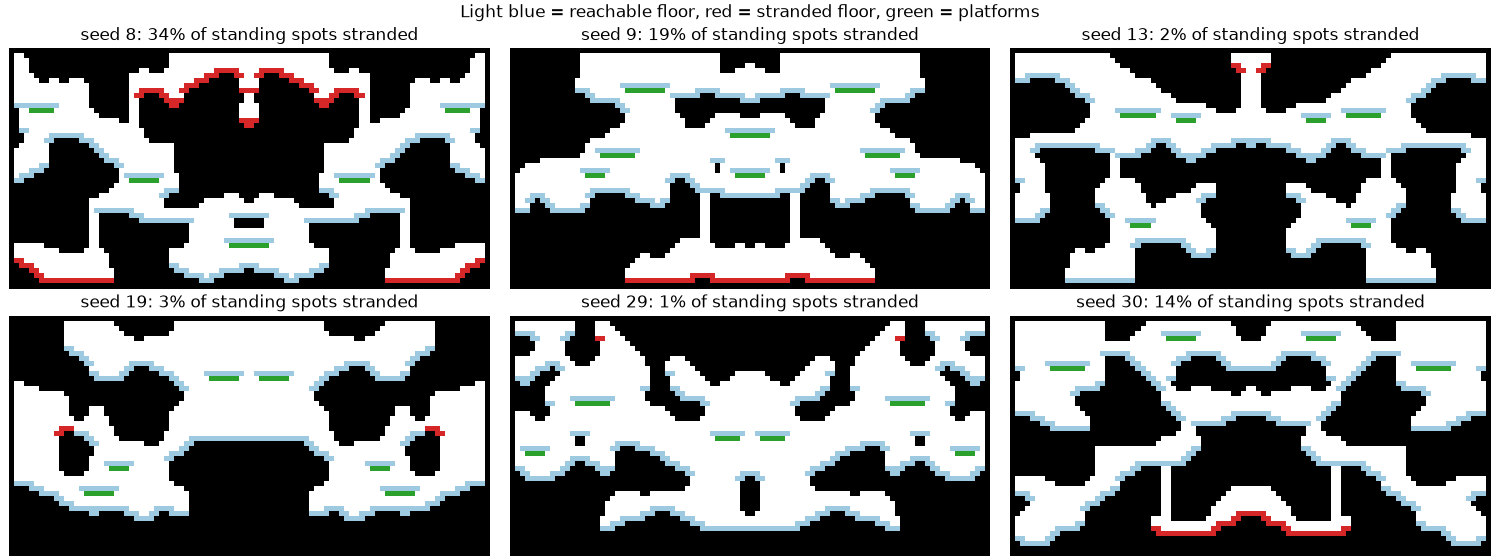 Light blue = reachable floor, red = stranded floor, green = platforms
seed 8: 34% of standing spots stranded
seed 9: 19% of standing spots stranded
seed 13: 2% of standing spots stranded
seed 19: 3% of standing spots stranded
seed 29: 1% of standing spots stranded
seed 30: 14% of standing spots stranded